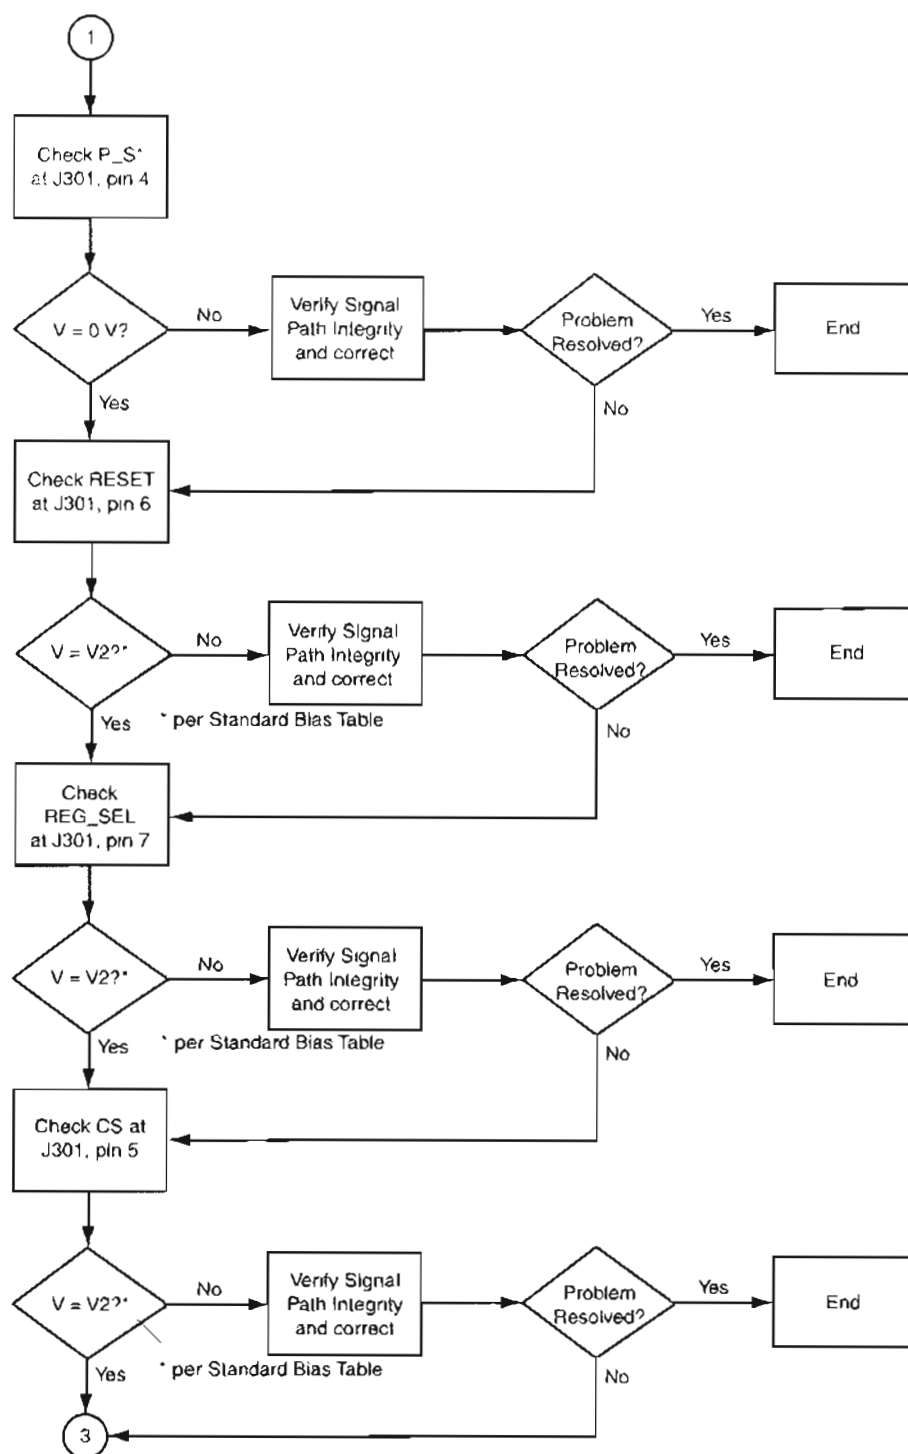 1
Check P_S*
at J301, pin 4
V = 0 V?
No
Verify Signal
Path Integrity
and correct
Problem
Resolved?
Yes
End
Yes
No
Check RESET
at J301, pin 6
V = V2?*
No
Verify Signal
Path Integrity
and correct
Problem
Resolved?
Yes
End
Yes
* per Standard Bias Table
No
Check
REG_SEL
at J301, pin 7
V = V2?*
No
Verify Signal
Path Integrity
and correct
Problem
Resolved?
Yes
End
Yes
* per Standard Bias Table
No
Check CS at
J301, pin 5
V = V2?*
No
Verify Signal
Path Integrity
and correct
Problem
Resolved?
Yes
End
Yes
* per Standard Bias Table
No
3